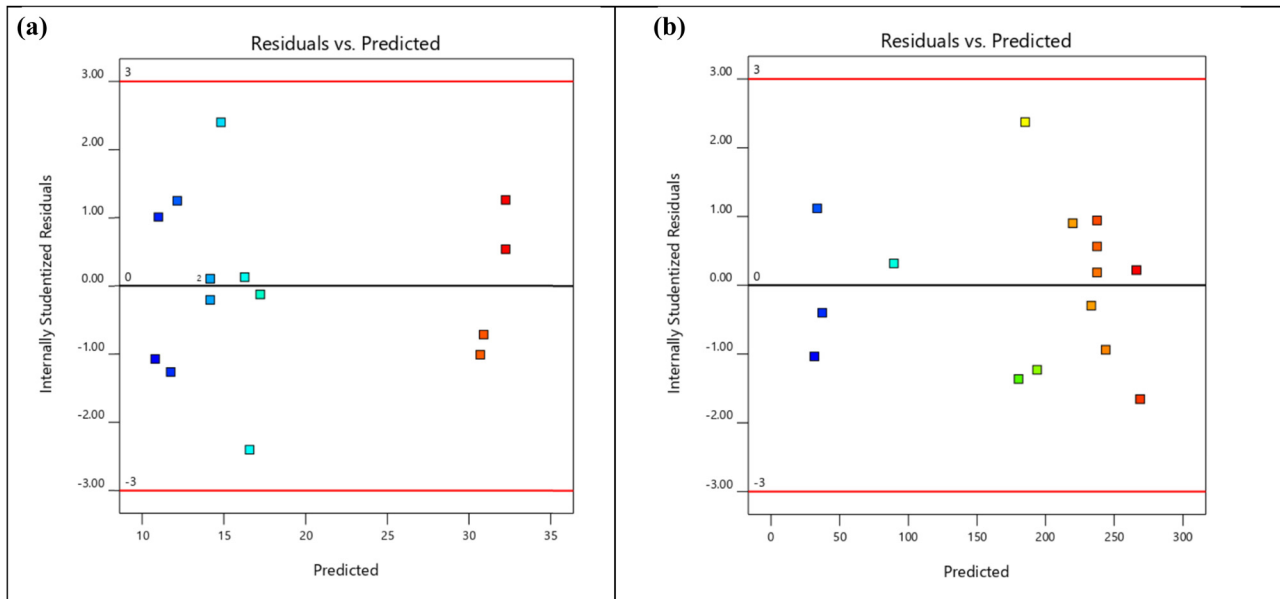 (a)
Residuals vs. Predicted
Internally Studentized Residuals
3.00
2.00
1.00
0.00
-1.00
-2.00
-3.00
3
0
2
-3
10 15 20 25 30 35
Predicted
(b)
Residuals vs. Predicted
Internally Studentized Residuals
3.00
2.00
1.00
0.00
-1.00
-2.00
-3.00
3
0
-3
0 50 100 150 200 250 300
Predicted